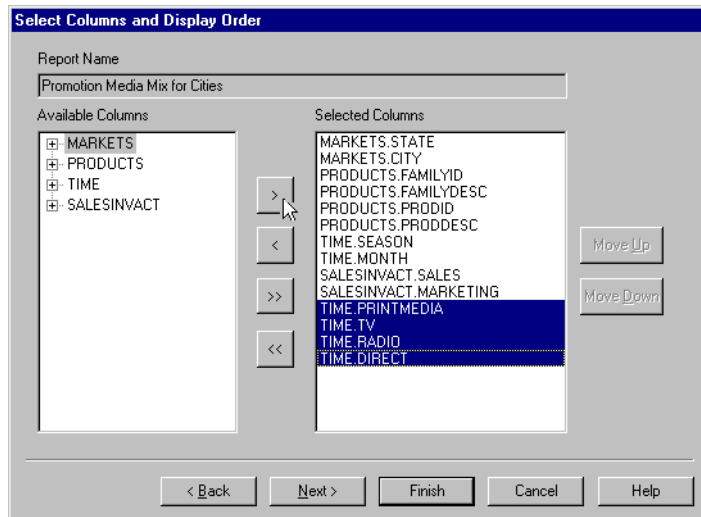 Select Columns and Display Order
Report Name
Promotion Media Mix for Cities
Available Columns
MARKETS
PRODUCTS
TIME
SALESINVACT
>
<
>>
<<
Selected Columns
MARKETS.STATE
MARKETS.CITY
PRODUCTS.FAMILYID
PRODUCTS.FAMILYDESC
PRODUCTS.PRODID
PRODUCTS.PRODDESC
TIME.SEASON
TIME.MONTH
SALESINVACT.SALES
SALESINVACT.MARKETING
TIME.PRINTMEDIA
TIME.TV
TIME.RADIO
TIME.DIRECT
Move Up
Move Down
< Back
Next >
Finish
Cancel
Help